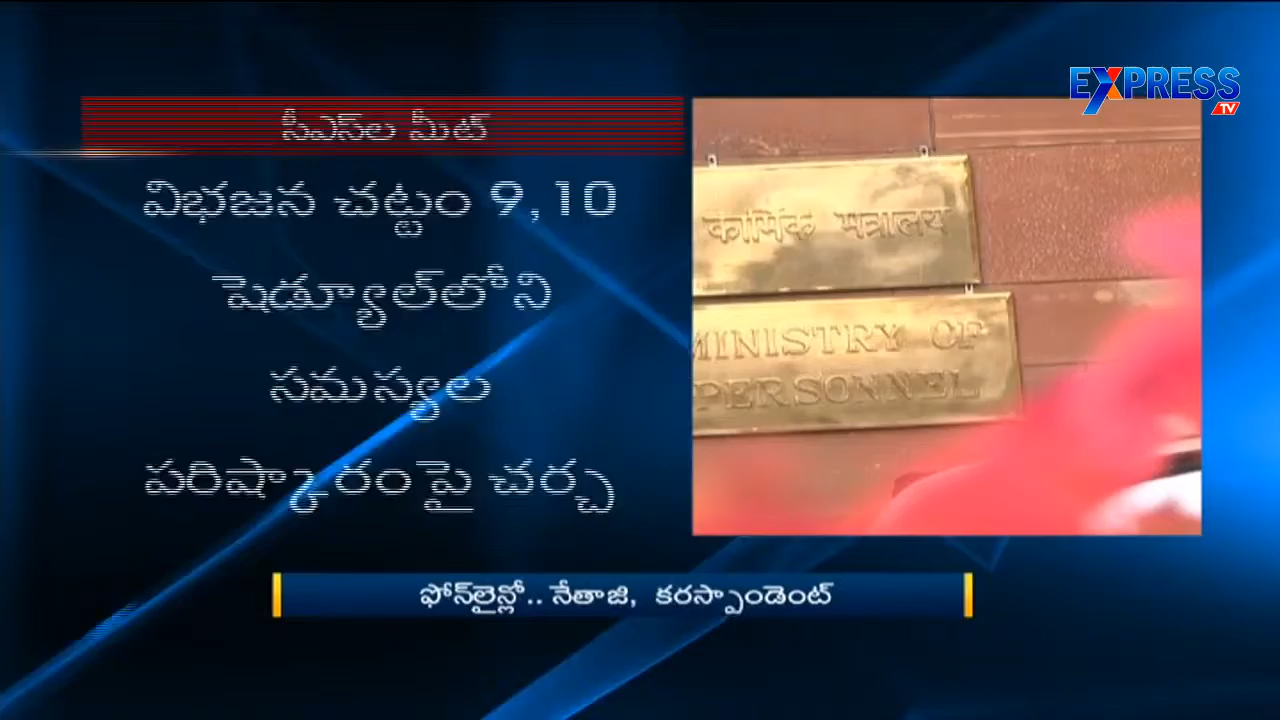 EXPRESS
TV
సీఎస్‌ల మీట్
విభజన చట్టం 9,10
షెడ్యూల్‌లోని
సమస్యల
పరిష్కారంపై చర్చ
कार्मिक मंत्रालय
MINISTRY OF
PERSONNEL
ఫోన్‌లైన్లో.. నేతాజి, కరస్పాండెంట్